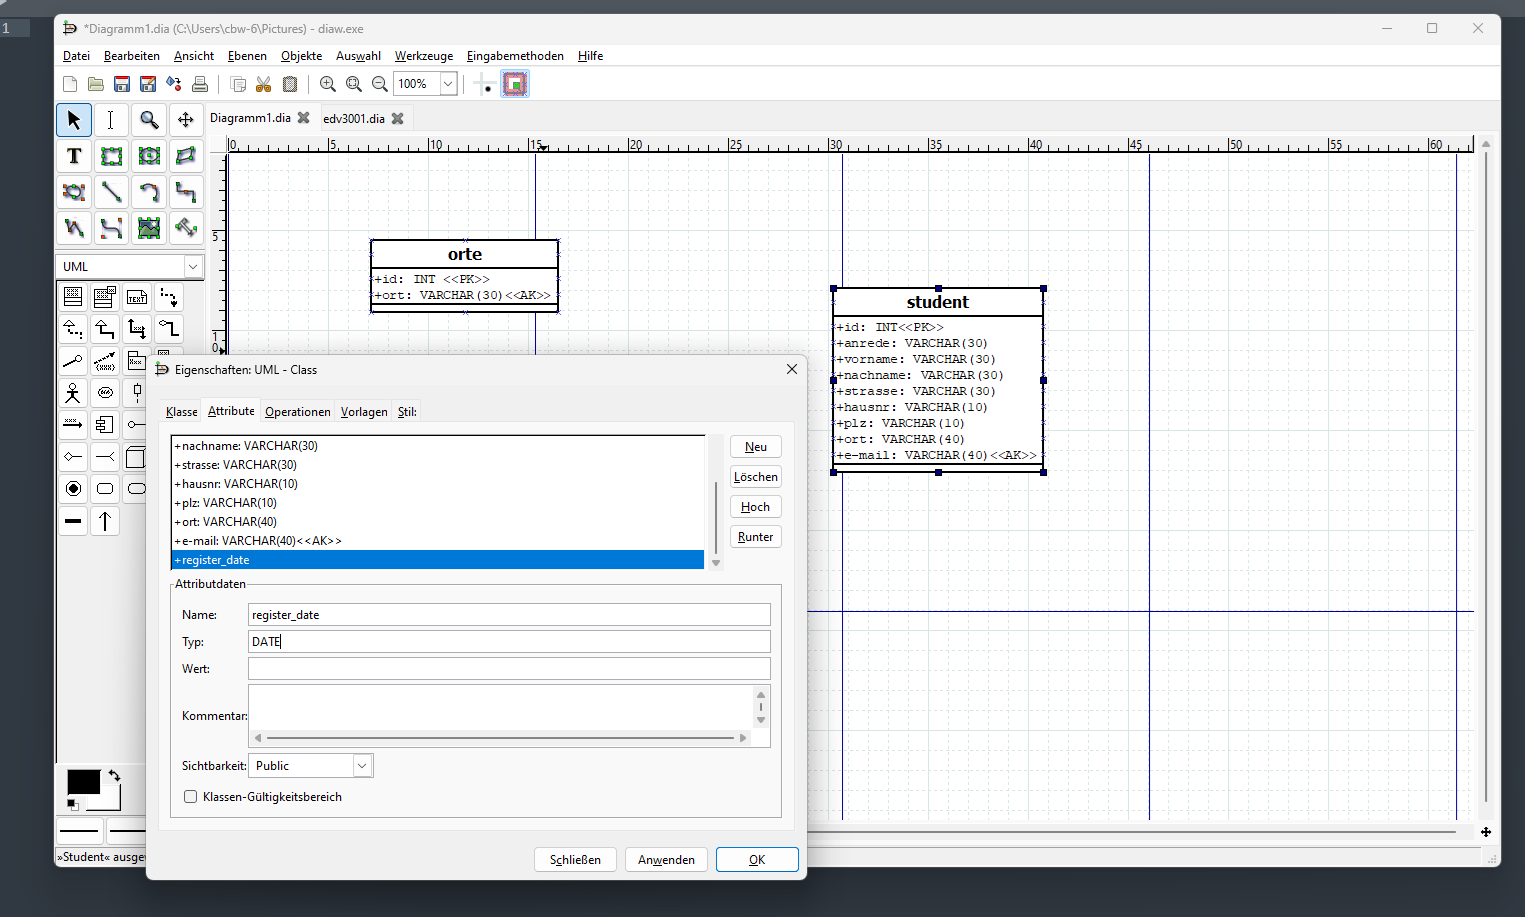 1
*Diagramm1.dia (C:\Users\cbw-6\Pictures) - diaw.exe
Datei Bearbeiten Ansicht Ebenen Objekte Auswahl Werkzeuge Eingabemethoden Hilfe
100%
Diagramm1.dia edv3001.dia
0 5 10 15 20 25 30 35 40 45 50 55 60
T
5
10
UML
TEXT
orte
+id: INT <<PK>>
+ort: VARCHAR(30)<<AK>>
student
+id: INT<<PK>>
+anrede: VARCHAR(30)
+vorname: VARCHAR(30)
+nachname: VARCHAR(30)
+strasse: VARCHAR(30)
+hausnr: VARCHAR(10)
+plz: VARCHAR(10)
+ort: VARCHAR(40)
+e-mail: VARCHAR(40)<<AK>>
Eigenschaften: UML - Class
Klasse Attribute Operationen Vorlagen Stil:
+nachname: VARCHAR(30)
+strasse: VARCHAR(30)
+hausnr: VARCHAR(10)
+plz: VARCHAR(10)
+ort: VARCHAR(40)
+e-mail: VARCHAR(40)<<AK>>
+register_date
Neu
Löschen
Hoch
Runter
Attributdaten
Name: register_date
Typ: DATE
Wert:
Kommentar:
Sichtbarkeit: Public
Klassen-Gültigkeitsbereich
Schließen Anwenden OK
»Student« ausgew